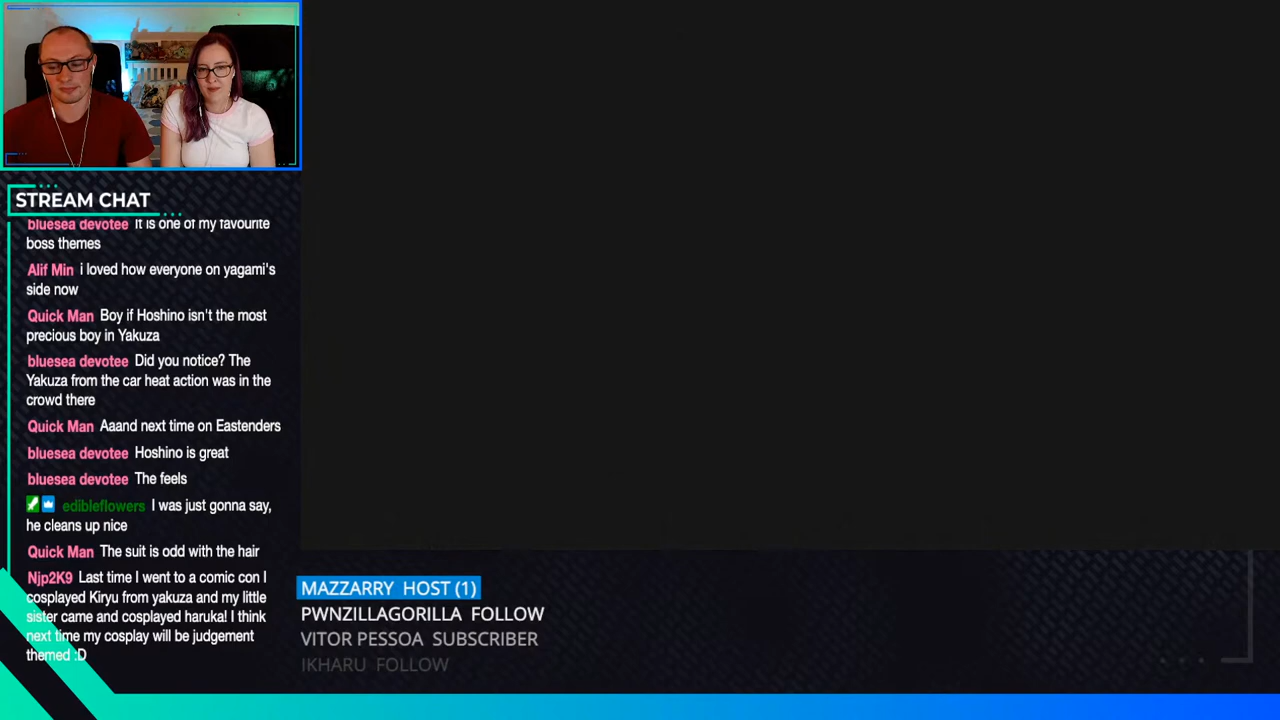 STREAM CHAT
bluesea devotee It is one of my favourite
boss themes
Alif Min i loved how everyone on yagami's
side now
Quick Man Boy if Hoshino isn't the most
precious boy in Yakuza
bluesea devotee Did you notice? The
Yakuza from the car heat action was in the
crowd there
Quick Man Aaand next time on Eastenders
bluesea devotee Hoshino is great
bluesea devotee The feels
edibleflowers I was just gonna say,
he cleans up nice
Quick Man The suit is odd with the hair
Njp2K9 Last time I went to a comic con I
cosplayed Kiryu from yakuza and my little
sister came and cosplayed haruka! I think
next time my cosplay will be judgement
themed :D
MAZZARRY HOST (1)
PWNZILLAGORILLA FOLLOW
VITOR PESSOA SUBSCRIBER
IKHARU FOLLOW